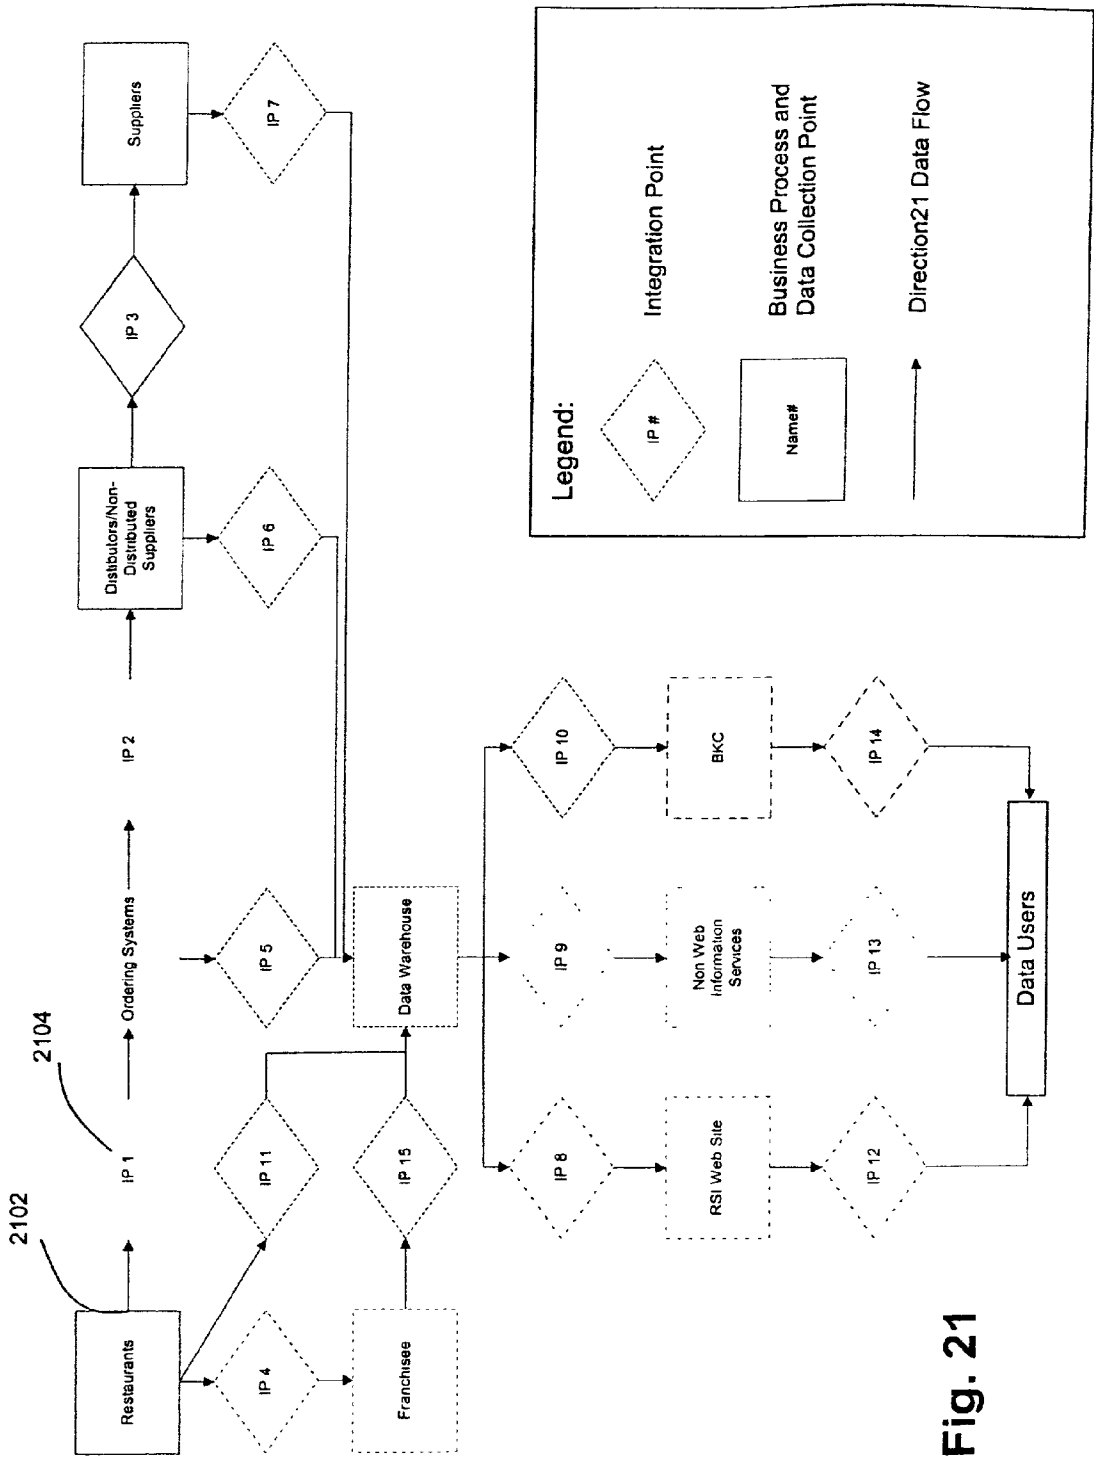 2102
2104
Restaurants
IP 1
Ordering Systems
IP 2
Distributors/Non-
Distributed
Suppliers
IP 3
Suppliers
IP 4
IP 11
IP 5
IP 6
IP 7
Franchisee
IP 15
Data Warehouse
IP 8
IP 9
IP 10
RSI Web Site
Non Web
Information
Services
BKC
IP 12
IP 13
IP 14
Data Users
Legend:
IP #
Integration Point
Name#
Business Process and
Data Collection Point
Direction21 Data Flow
Fig. 21